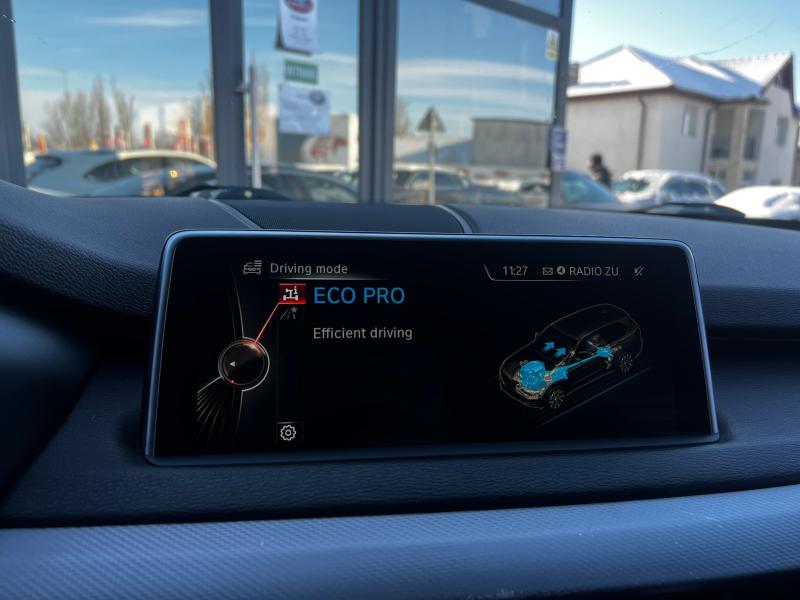 Driving mode
11:27
RADIO ZU
ECO PRO
Efficient driving